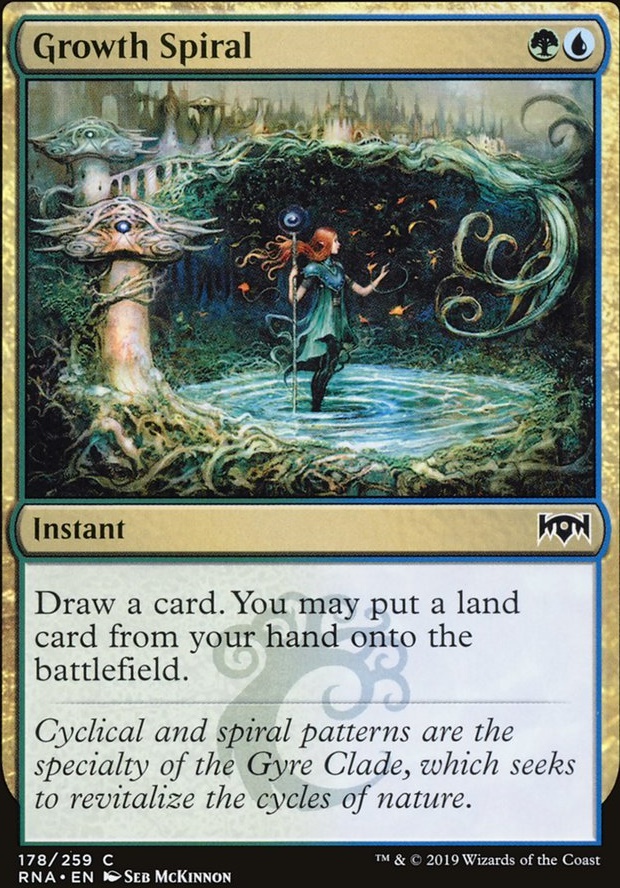 Growth Spiral
Instant
Draw a card. You may put a land
card from your hand onto the
battlefield.
Cyclical and spiral patterns are the
specialty of the Gyre Clade, which seeks
to revitalize the cycles of nature.
178/259 C
RNA • EN Seb McKinnon
™ & © 2019 Wizards of the Coast